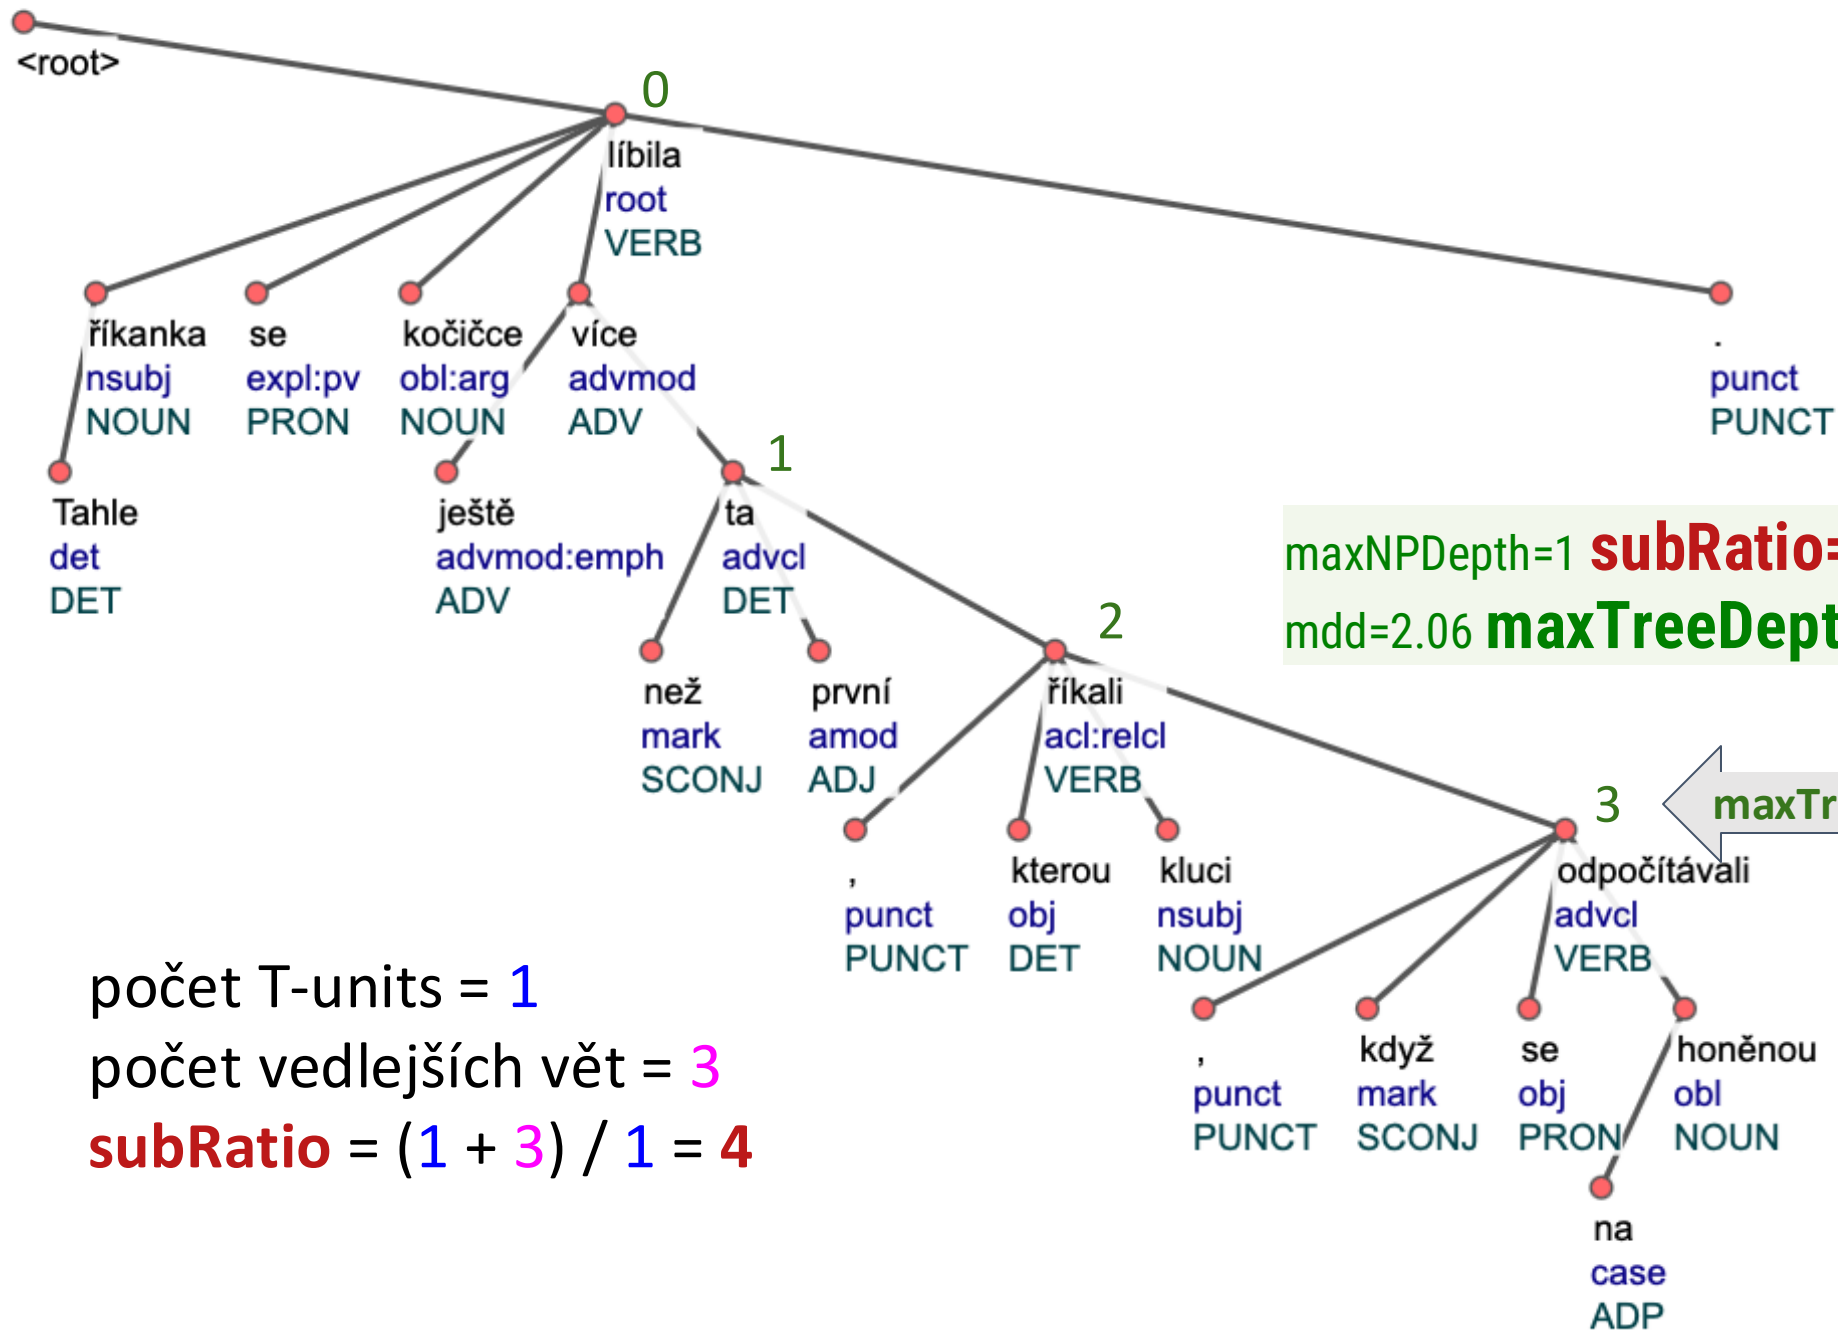 <root>
0
líbila
root
VERB
říkanka se kočičce více .
nsubj expl:pv obl:arg advmod punct
NOUN PRON NOUN ADV PUNCT
1
Tahle ještě ta
det advmod:emph advcl
DET ADV DET
maxNPDepth=1 subRatio=
mdd=2.06 maxTreeDept
2
než první říkali
mark amod acl:relcl
SCONJ ADJ VERB
3
maxTr
, kterou kluci odpočítávali
punct obj nsubj advcl
PUNCT DET NOUN VERB
počet T-units = 1
počet vedlejších vět = 3
subRatio = (1 + 3) / 1 = 4
, když se honěnou
punct mark obj obl
PUNCT SCONJ PRON NOUN
na
case
ADP